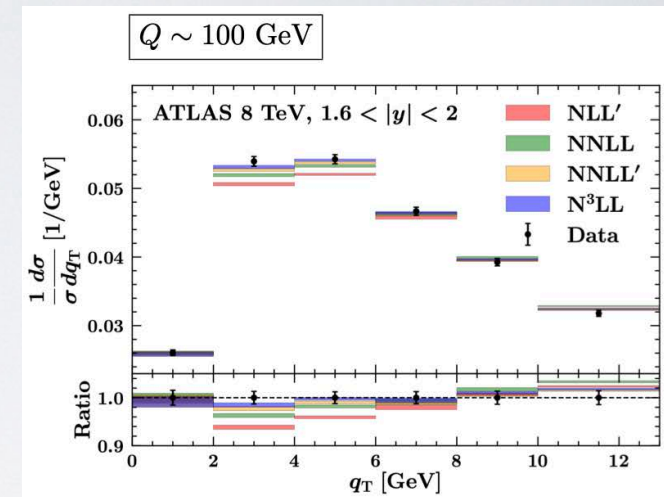 Q ~ 100 GeV
ATLAS 8 TeV, 1.6 < |y| < 2
NLL′
NNLL
NNLL′
N³LL
Data
1/σ dσ/dq_T [1/GeV]
0.06
0.05
0.04
0.03
Ratio
1.0
0.9
0 2 4 6 8 10 12
q_T [GeV]